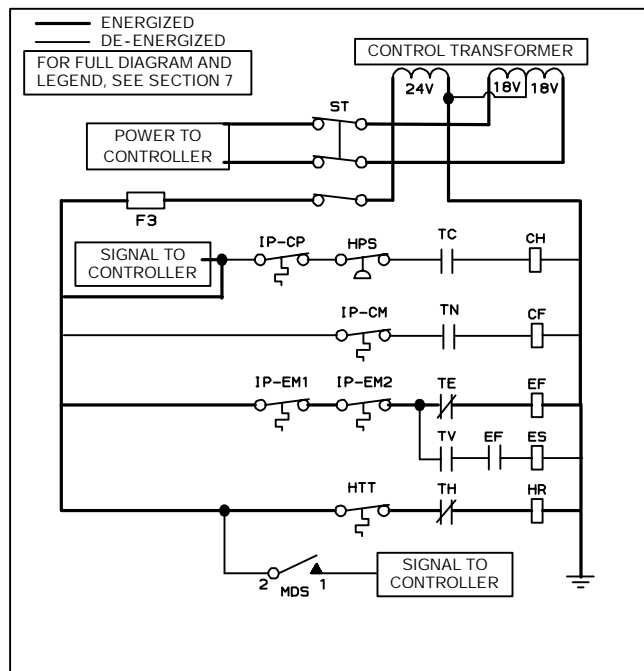 ENERGIZED
DE-ENERGIZED
FOR FULL DIAGRAM AND
LEGEND, SEE SECTION 7
CONTROL TRANSFORMER
24V
18V 18V
ST
POWER TO
CONTROLLER
F3
SIGNAL TO
CONTROLLER
IP-CP HPS TC CH
IP-CM TN CF
IP-EM1 IP-EM2 TE EF
TV EF ES
HTT TH HR
2 MDS 1
SIGNAL TO
CONTROLLER